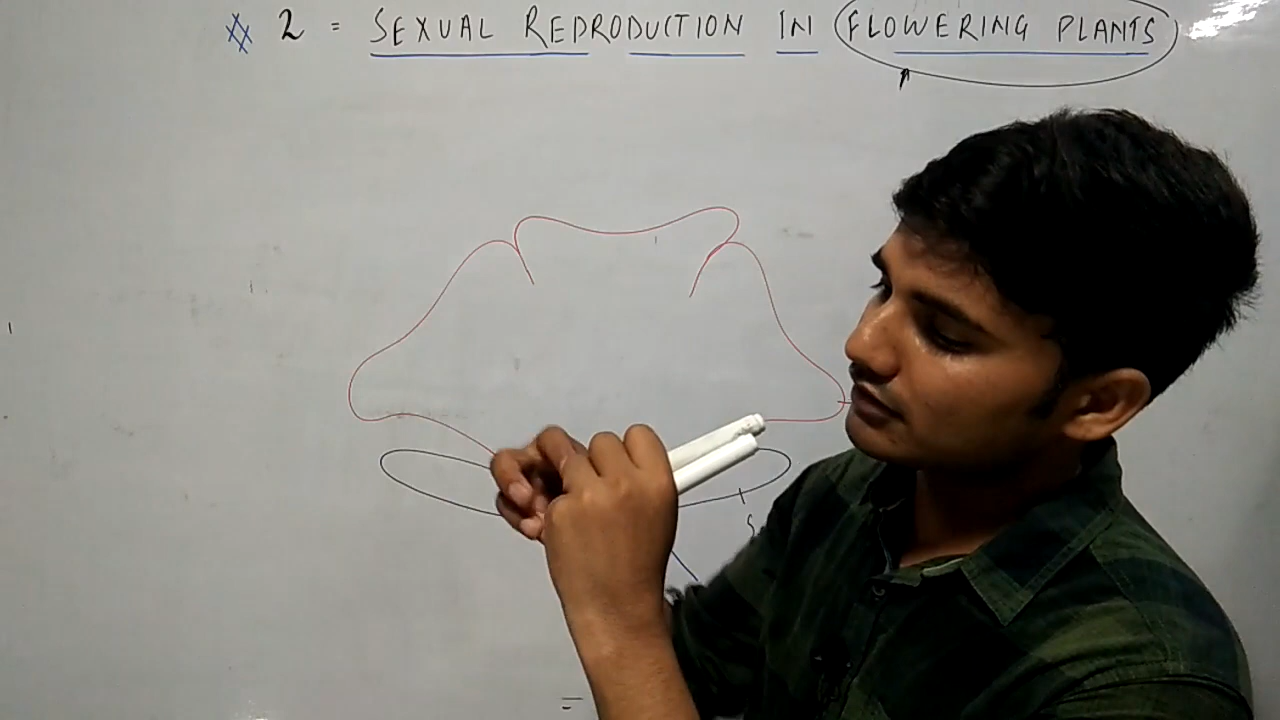 2 = SEXUAL REPRODUCTION IN FLOWERING PLANTS
S